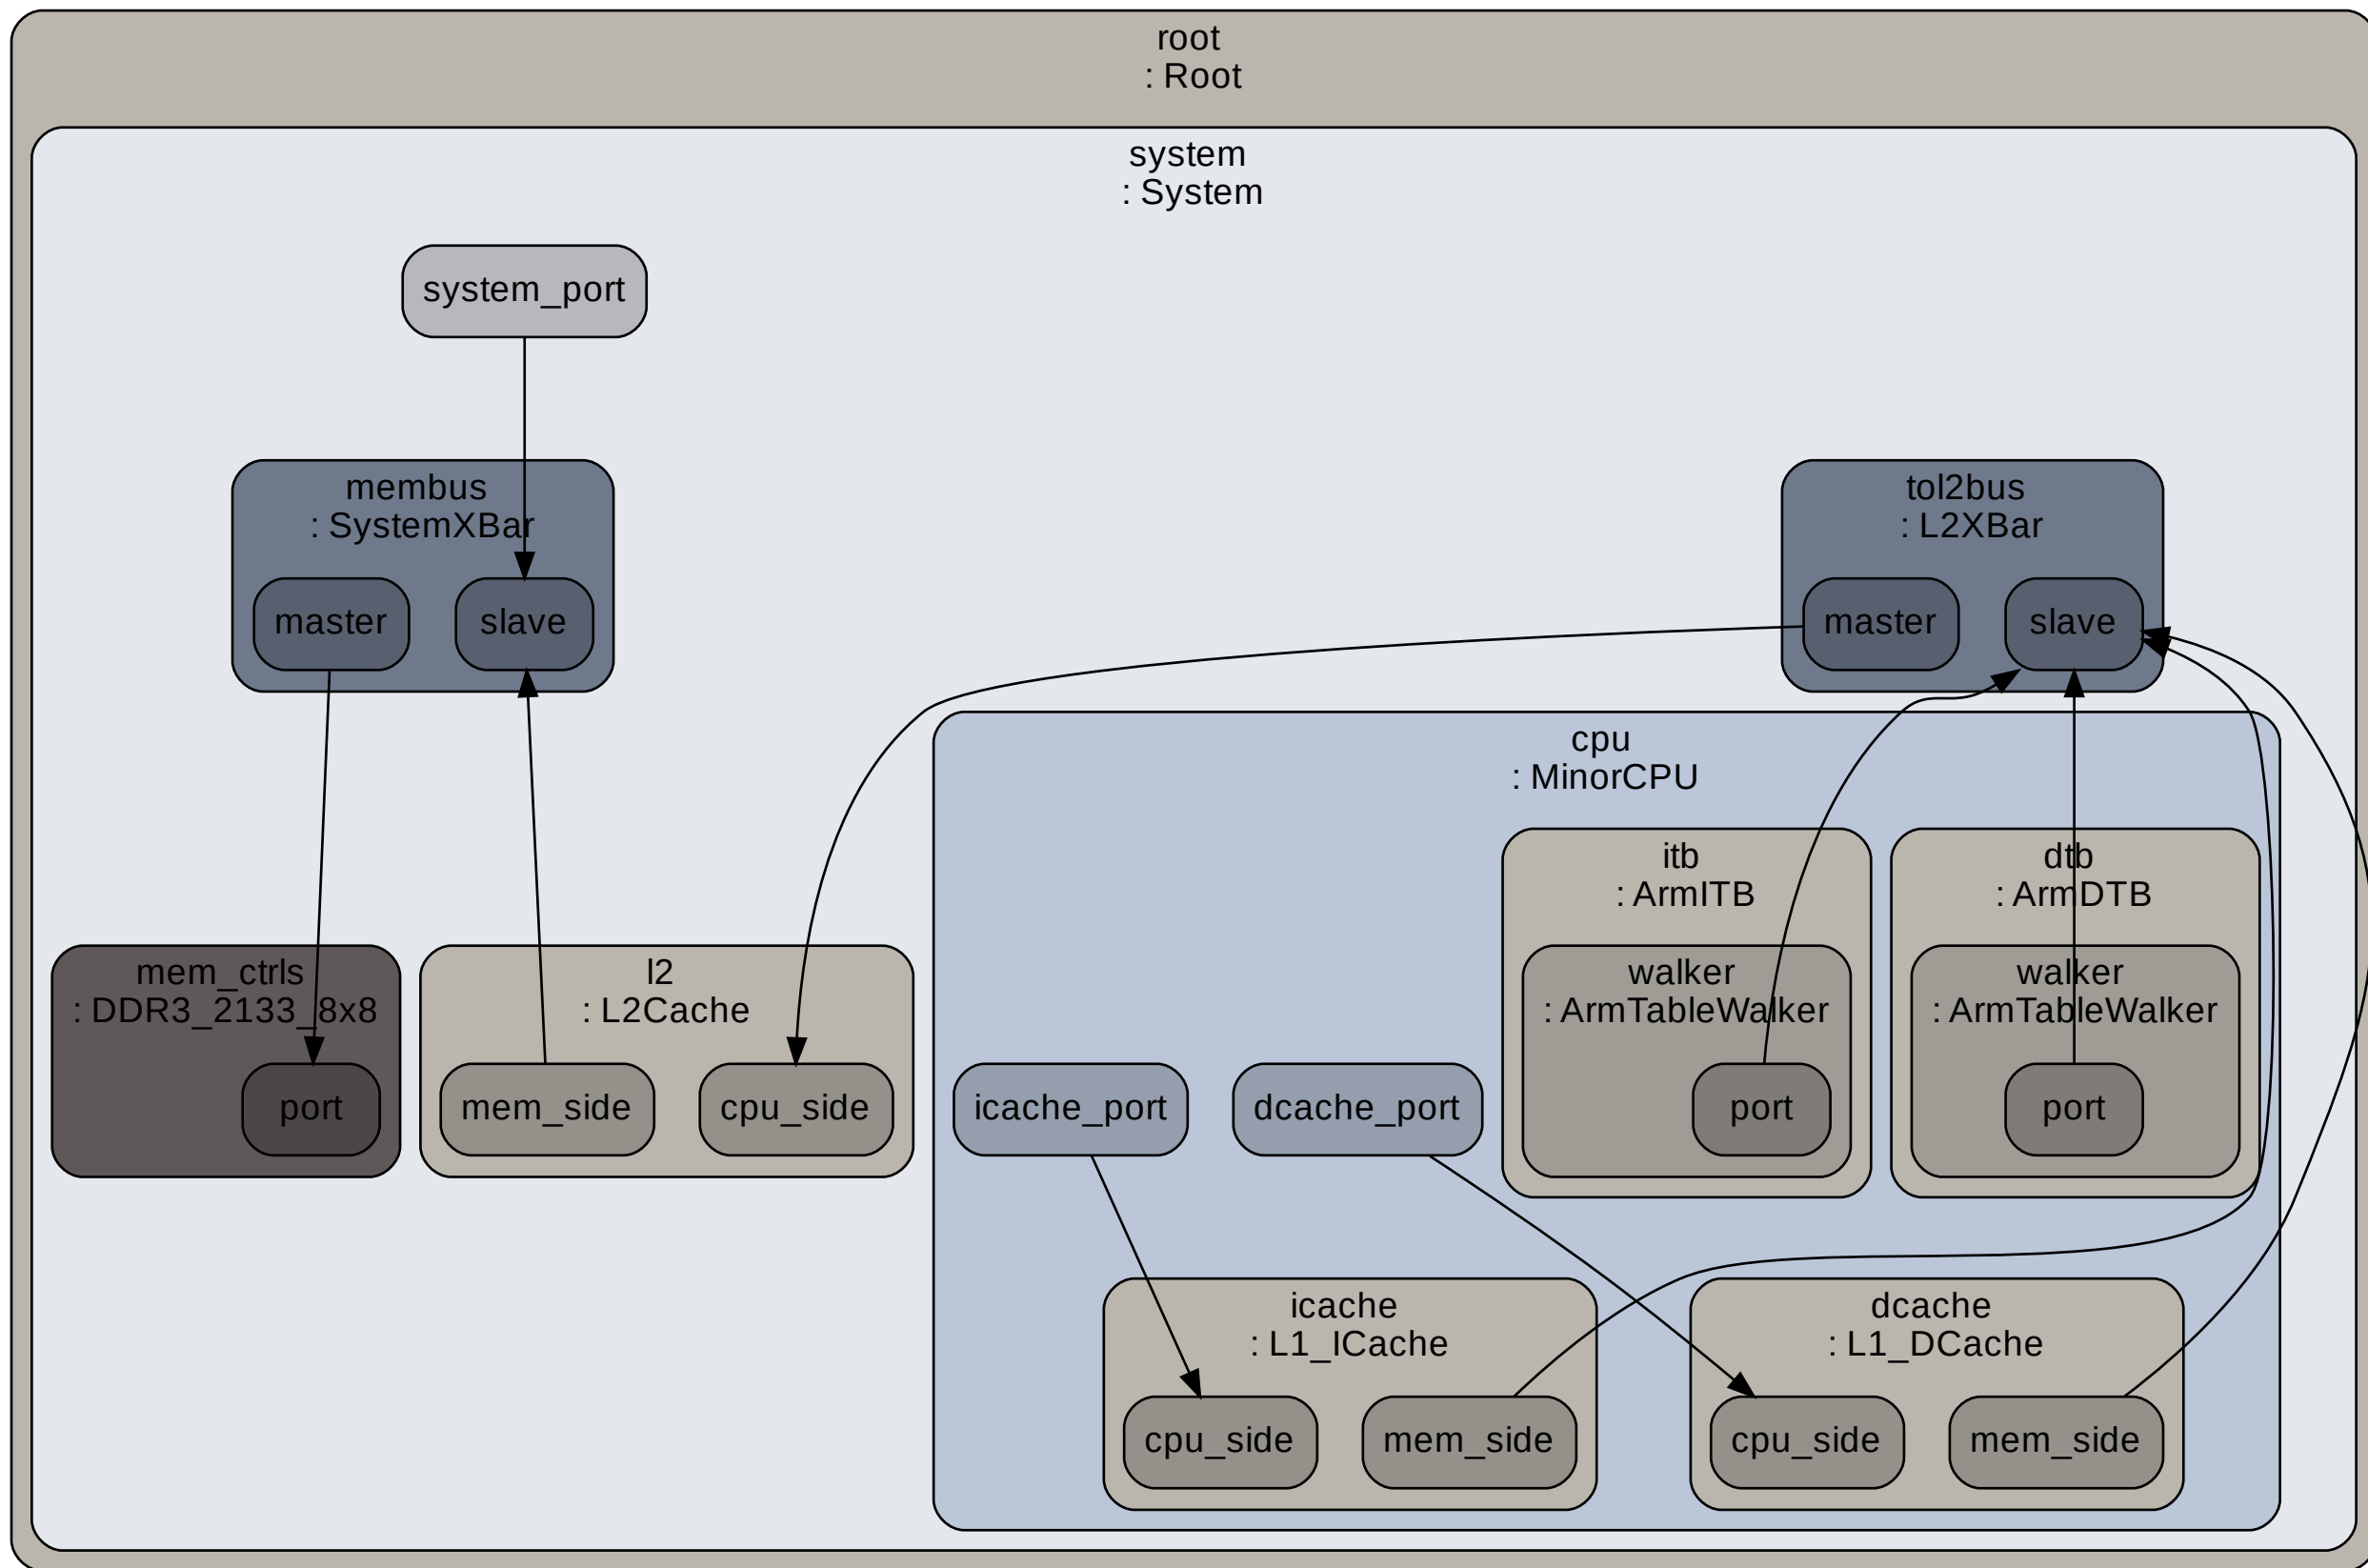 root
: Root
system
: System
system_port
membus
: SystemXBar
master
slave
tol2bus
: L2XBar
master
slave
cpu
: MinorCPU
itb
: ArmITB
walker
: ArmTableWalker
port
dtb
: ArmDTB
walker
: ArmTableWalker
port
mem_ctrls
: DDR3_2133_8x8
port
l2
: L2Cache
mem_side
cpu_side
icache_port
dcache_port
icache
: L1_ICache
cpu_side
mem_side
dcache
: L1_DCache
cpu_side
mem_side